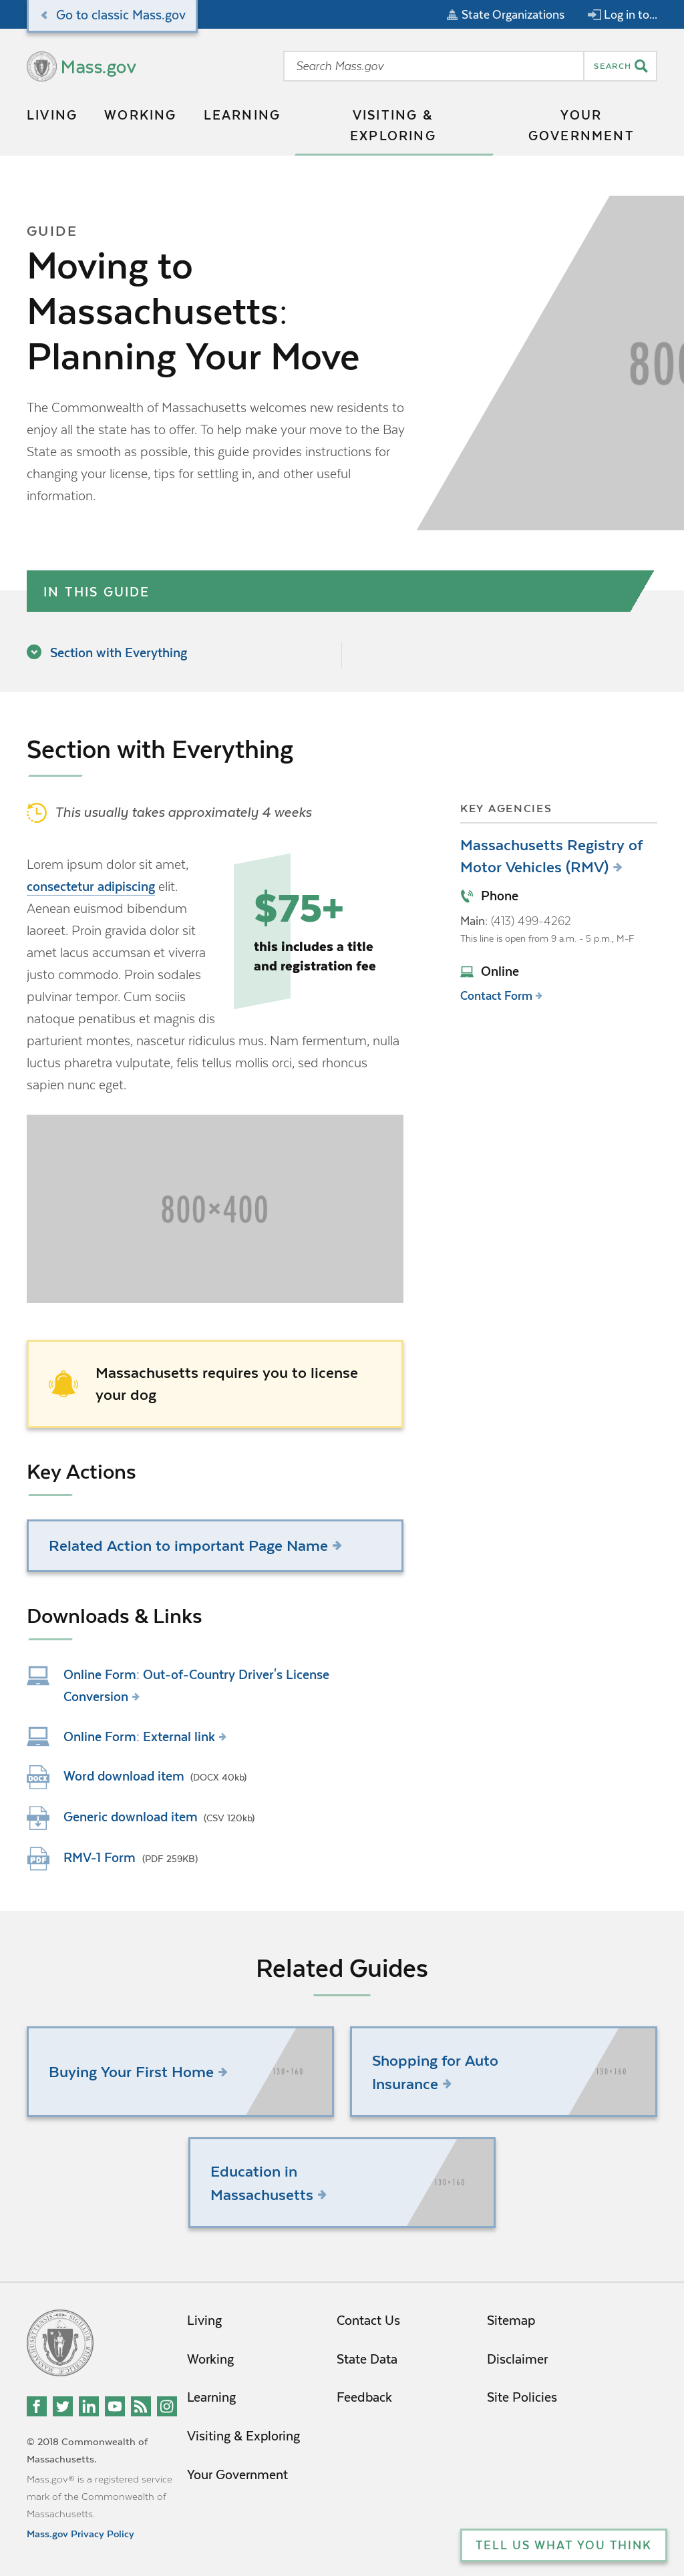 Go to classic Mass.gov
State Organizations
Log in to...
Mass.gov
Search Mass.gov
SEARCH
LIVING
WORKING
LEARNING
VISITING &
EXPLORING
YOUR
GOVERNMENT
GUIDE
Moving to
Massachusetts:
Planning Your Move
The Commonwealth of Massachusetts welcomes new residents to
enjoy all the state has to offer. To help make your move to the Bay
State as smooth as possible, this guide provides instructions for
changing your license, tips for settling in, and other useful
information.
800
IN THIS GUIDE
Section with Everything
Section with Everything
This usually takes approximately 4 weeks
Lorem ipsum dolor sit amet,
consectetur adipiscing elit.
Aenean euismod bibendum
laoreet. Proin gravida dolor sit
amet lacus accumsan et viverra
justo commodo. Proin sodales
pulvinar tempor. Cum sociis
natoque penatibus et magnis dis
parturient montes, nascetur ridiculus mus. Nam fermentum, nulla
luctus pharetra vulputate, felis tellus mollis orci, sed rhoncus
sapien nunc eget.
$75+
this includes a title
and registration fee
800×400
Massachusetts requires you to license
your dog
Key Actions
Related Action to important Page Name
Downloads & Links
Online Form: Out-of-Country Driver's License
Conversion
Online Form: External link
DOCX
Word download item (DOCX 40kb)
Generic download item (CSV 120kb)
PDF
RMV-1 Form (PDF 259KB)
KEY AGENCIES
Massachusetts Registry of
Motor Vehicles (RMV)
Phone
Main: (413) 499-4262
This line is open from 9 a.m. - 5 p.m., M-F
Online
Contact Form
Related Guides
Buying Your First Home
130×160
Shopping for Auto
Insurance
130×160
Education in
Massachusetts
130×160
Living
Working
Learning
Visiting & Exploring
Your Government
Contact Us
State Data
Feedback
Sitemap
Disclaimer
Site Policies
© 2018 Commonwealth of
Massachusetts.
Mass.gov® is a registered service
mark of the Commonwealth of
Massachusetts.
Mass.gov Privacy Policy
TELL US WHAT YOU THINK